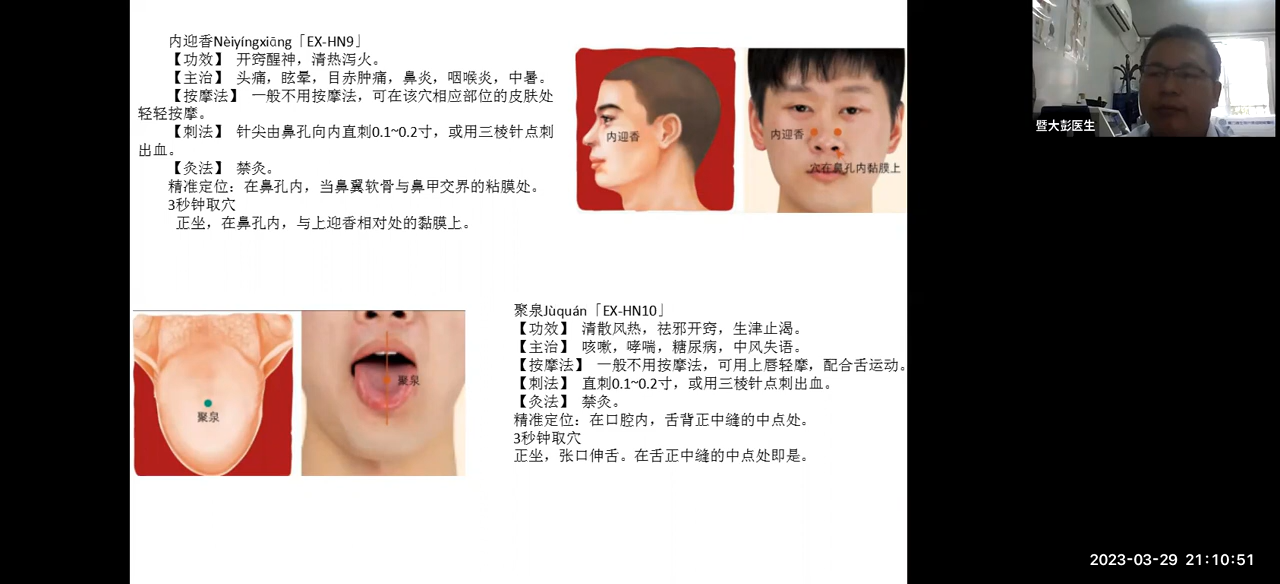 内迎香Nèiyíngxiāng「EX-HN9」
【功效】 开窍醒神，清热泻火。
【主治】 头痛，眩晕，目赤肿痛，鼻炎，咽喉炎，中暑。
【按摩法】 一般不用按摩法，可在该穴相应部位的皮肤处
轻轻按摩。
【刺法】 针尖由鼻孔向内直刺0.1~0.2寸，或用三棱针点刺
出血。
【灸法】 禁灸。
精准定位：在鼻孔内，当鼻翼软骨与鼻甲交界的粘膜处。
3秒钟取穴
正坐，在鼻孔内，与上迎香相对处的黏膜上。
内迎香
内迎香
穴在鼻孔内黏膜上
暨大彭医生
聚泉
聚泉
聚泉Jùquán「EX-HN10」
【功效】 清散风热，祛邪开窍，生津止渴。
【主治】 咳嗽，哮喘，糖尿病，中风失语。
【按摩法】 一般不用按摩法，可用上唇轻摩，配合舌运动。
【刺法】 直刺0.1~0.2寸，或用三棱针点刺出血。
【灸法】 禁灸。
精准定位：在口腔内，舌背正中缝的中点处。
3秒钟取穴
正坐，张口伸舌。在舌正中缝的中点处即是。
2023-03-29 21:10:51